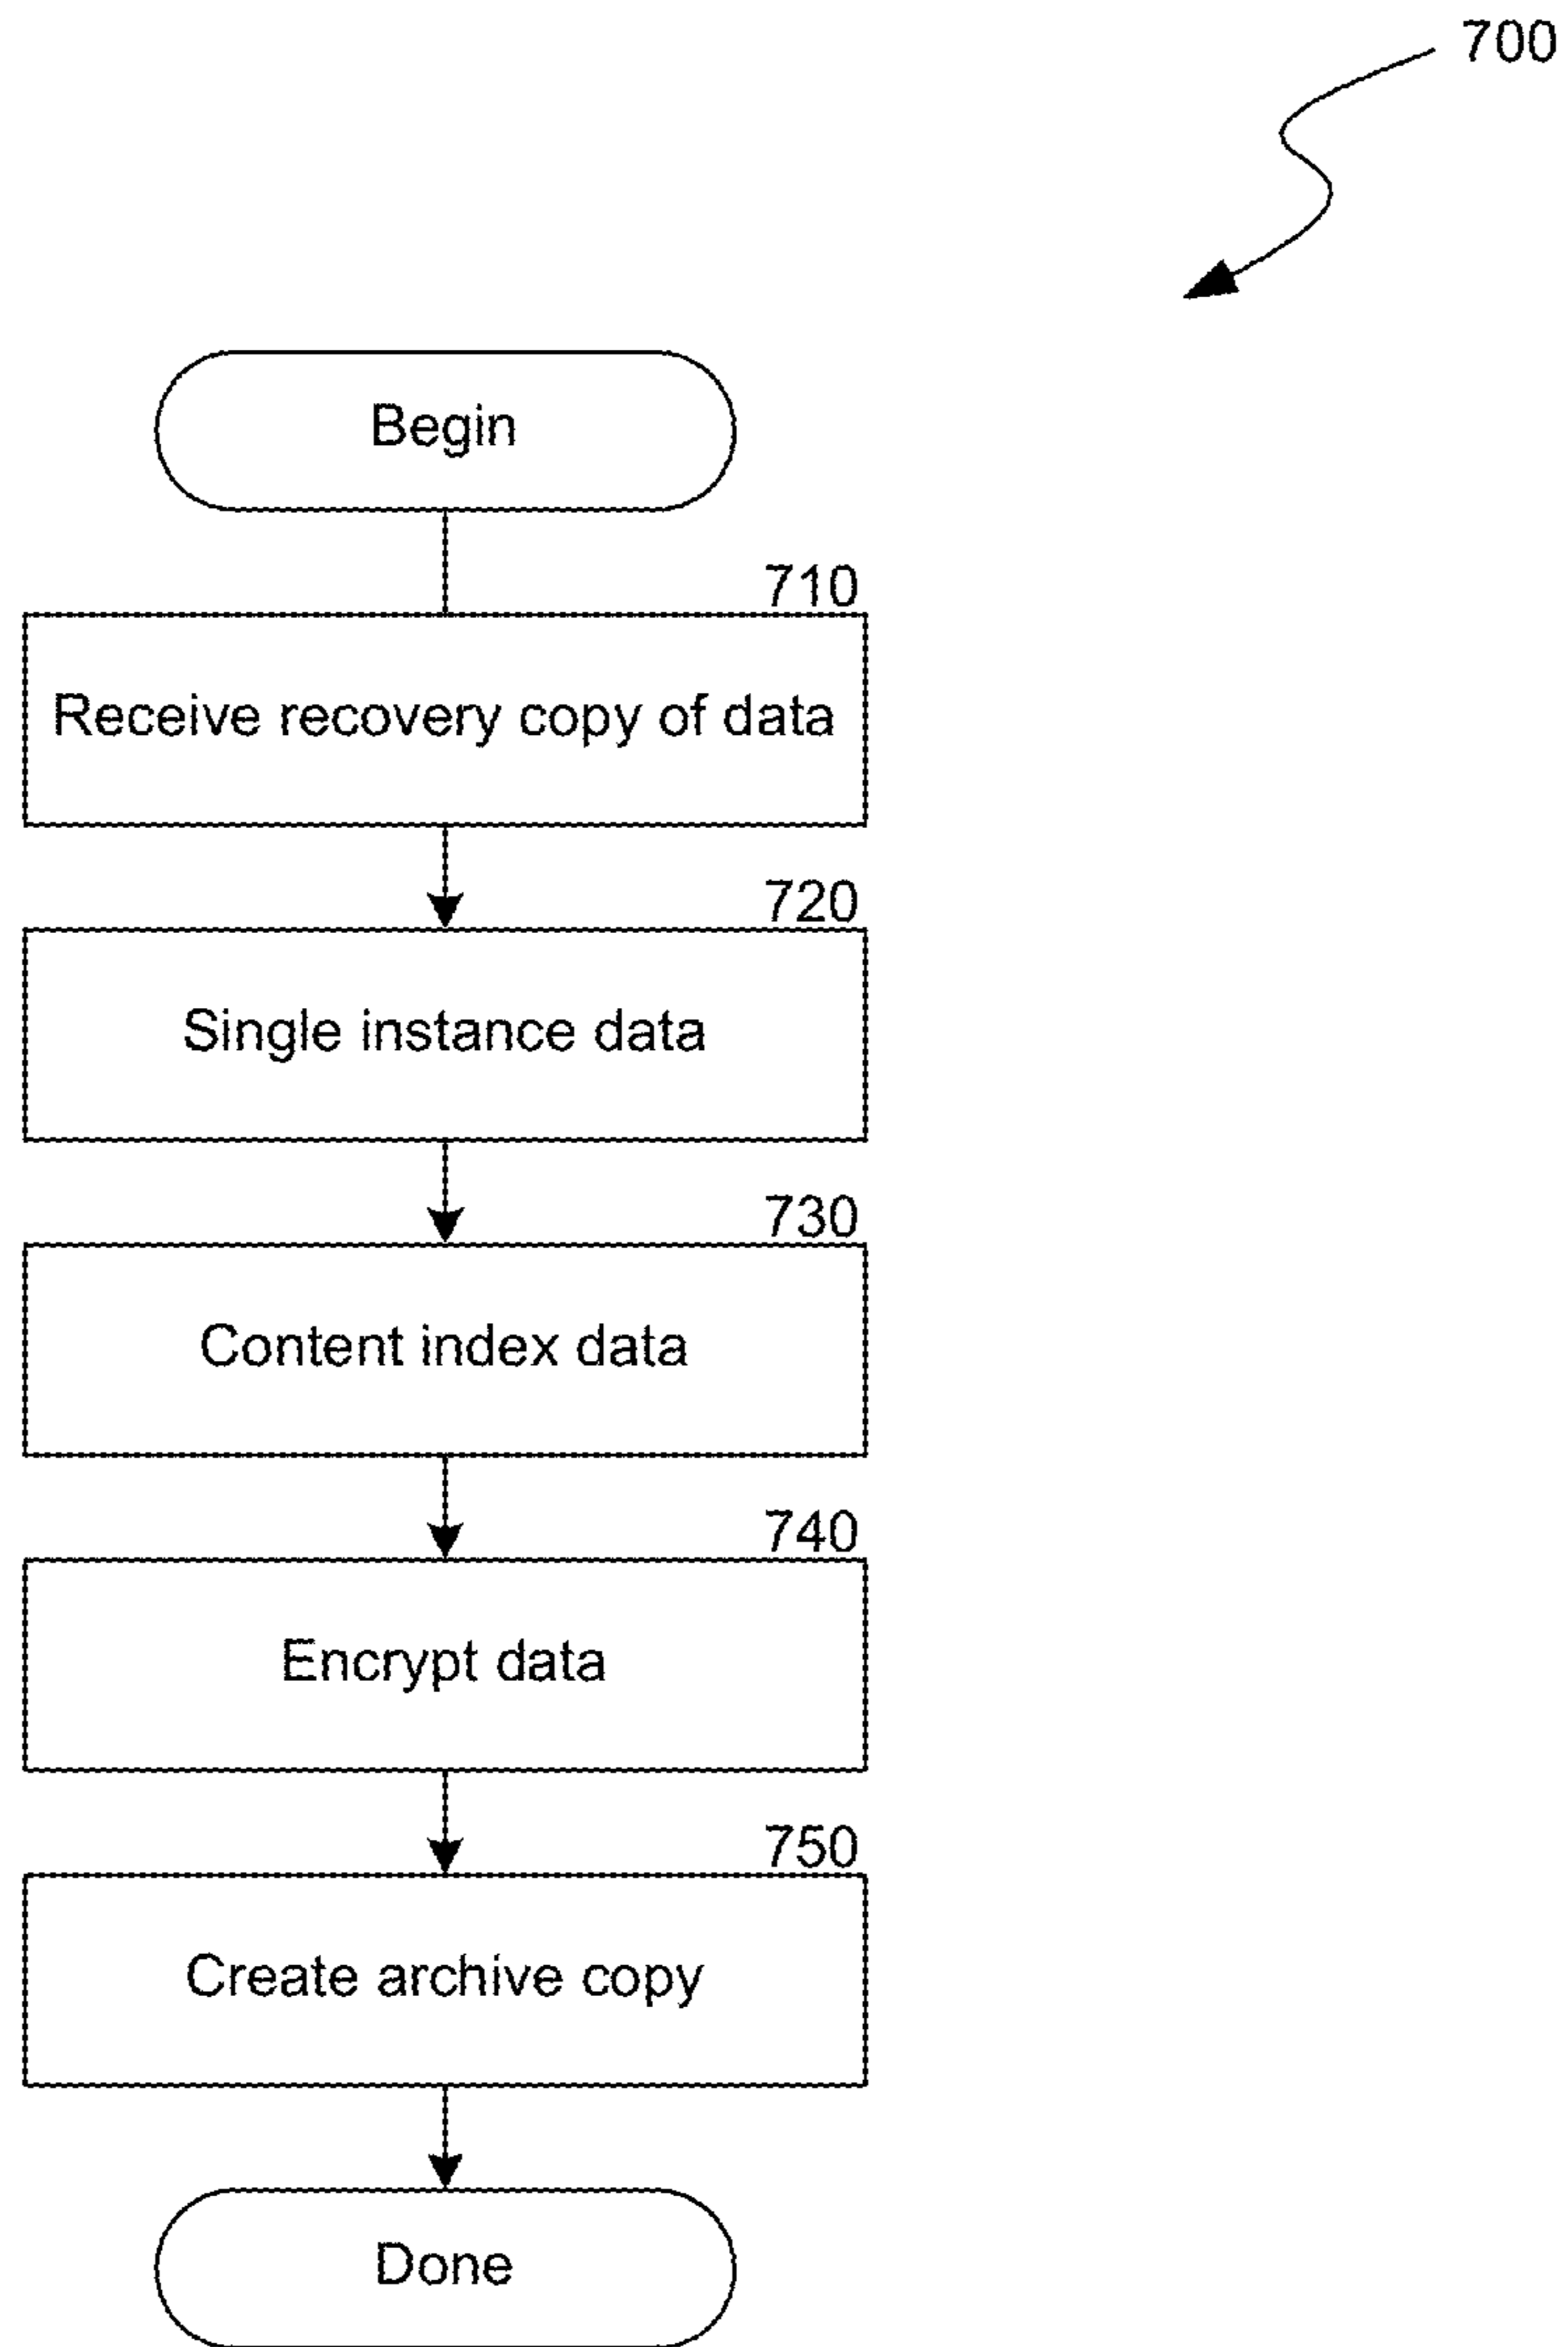 700
Begin
710
Receive recovery copy of data
720
Single instance data
730
Content index data
740
Encrypt data
750
Create archive copy
Done